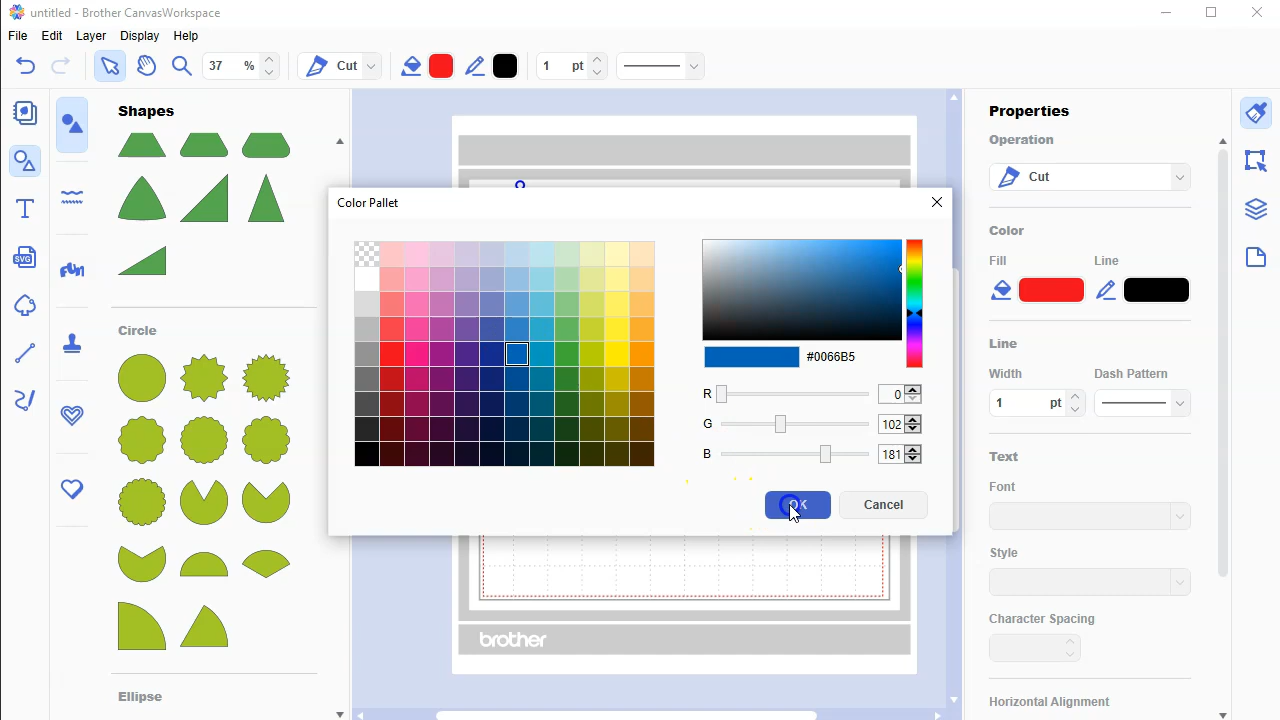 untitled - Brother CanvasWorkspace
File Edit Layer Display Help
37 % Cut 1 pt
Shapes
Circle
Ellipse
SVG
fun
Color Pallet
#0066B5
R 0
G 102
B 181
OK Cancel
brother
Properties
Operation
Cut
Color
Fill Line
Line
Width Dash Pattern
1 pt
Text
Font
Style
Character Spacing
Horizontal Alignment